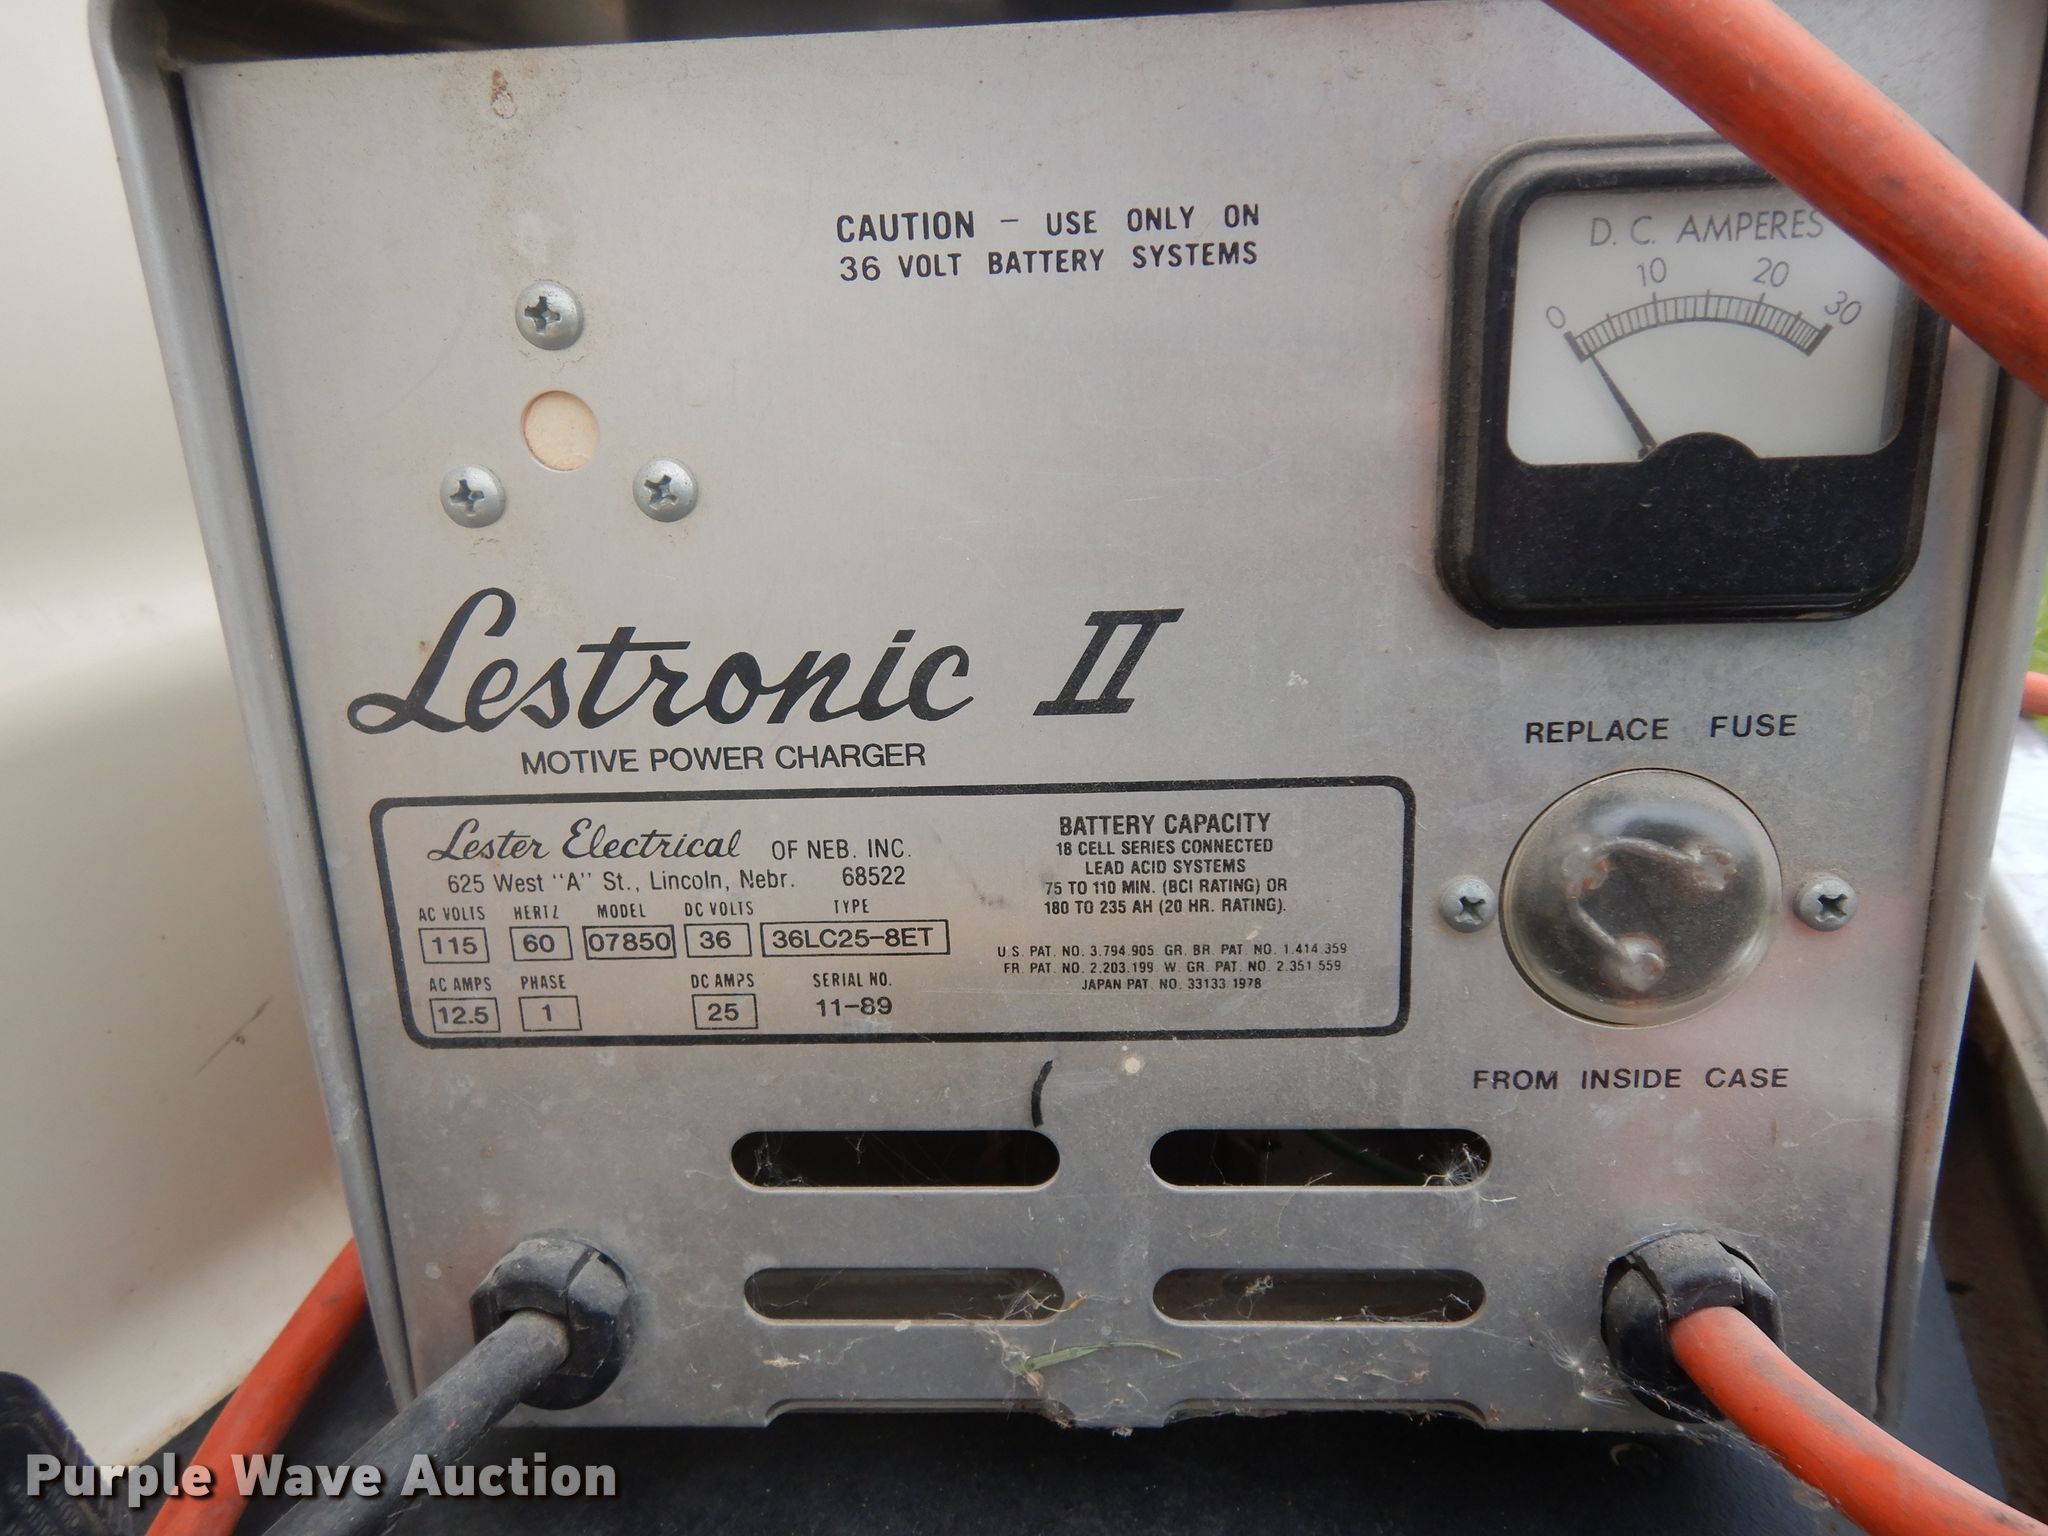 CAUTION - USE ONLY ON
36 VOLT BATTERY SYSTEMS
D. C. AMPERES
0 10 20 30
Lestronic II
MOTIVE POWER CHARGER
REPLACE FUSE
FROM INSIDE CASE
Lester Electrical OF NEB. INC.
625 West "A" St., Lincoln, Nebr. 68522
AC VOLTS HERTZ MODEL DC VOLTS TYPE
115 60 07850 36 36LC25-8ET
AC AMPS PHASE DC AMPS SERIAL NO.
12.5 1 25 11-89
BATTERY CAPACITY
18 CELL SERIES CONNECTED
LEAD ACID SYSTEMS
75 TO 110 MIN. (BCI RATING) OR
180 TO 235 AH (20 HR. RATING).
U.S. PAT. NO. 3.794.905 GR. BR. PAT. NO. 1.414.359
FR. PAT. NO. 2.203.199 W. GR. PAT. NO. 2.351.559
JAPAN PAT. NO. 33133 1978
Purple Wave Auction